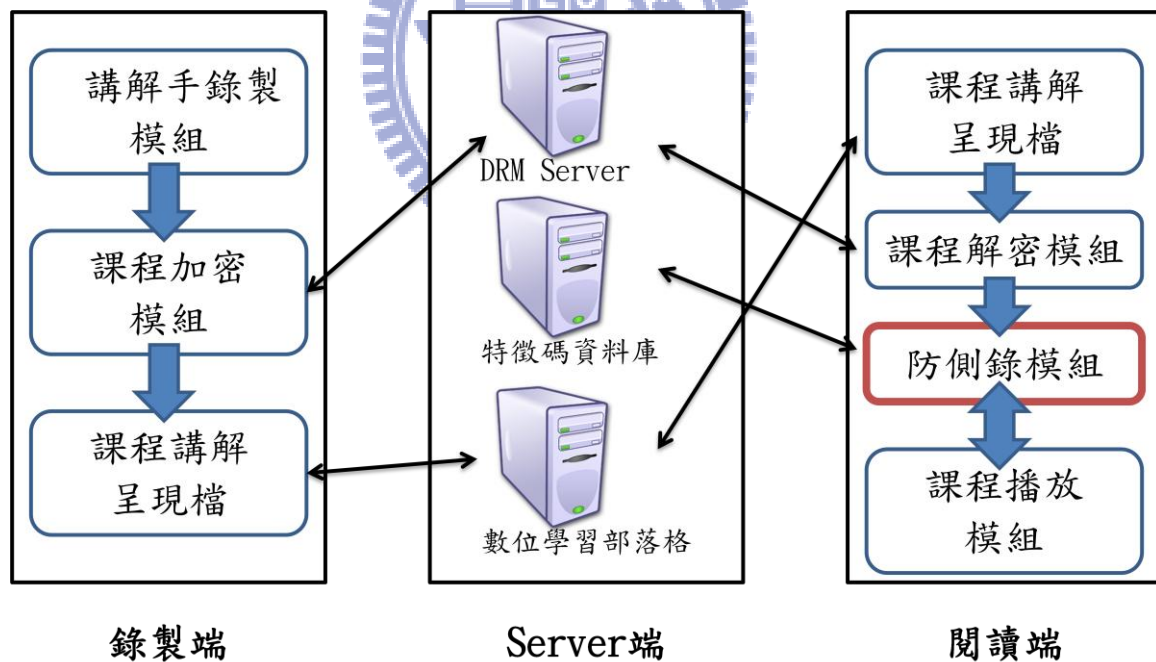 講解手錄製
模組
課程加密
模組
課程講解
呈現檔
錄製端
DRM Server
特徵碼資料庫
數位學習部落格
Server端
課程講解
呈現檔
課程解密模組
防側錄模組
課程播放
模組
閱讀端